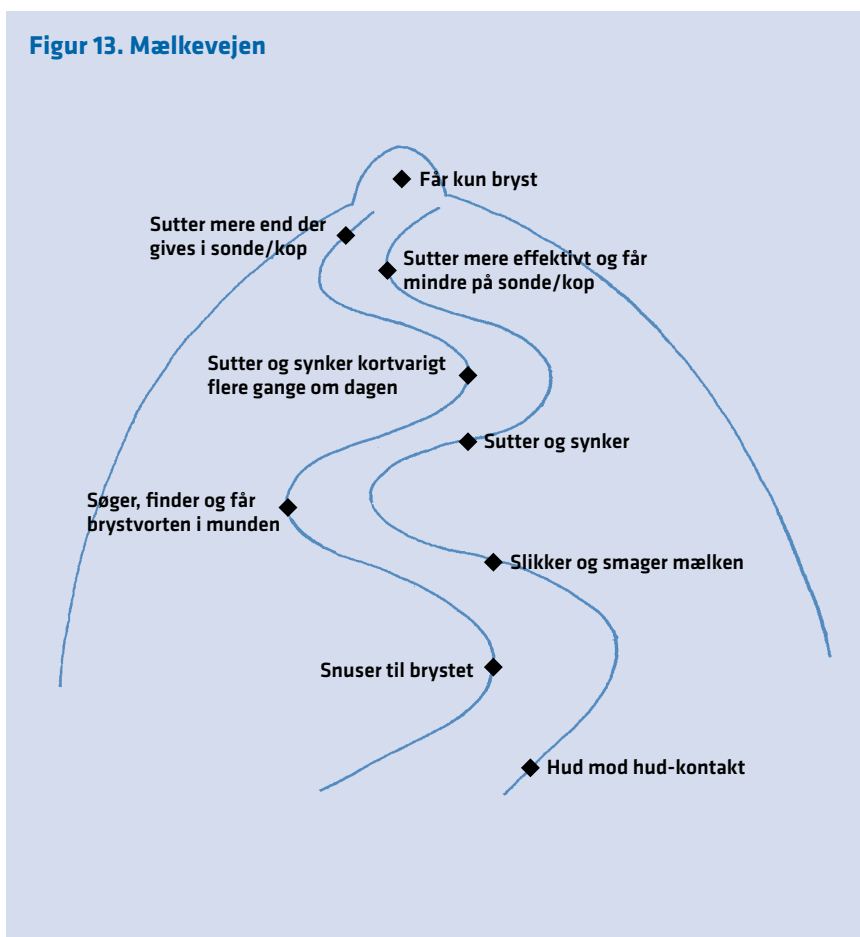 Figur 13. Mælkevejen
Får kun bryst
Sutter mere end der
gives i sonde/kop
Sutter mere effektivt og får
mindre på sonde/kop
Sutter og synker kortvarigt
flere gange om dagen
Sutter og synker
Søger, finder og får
brystvorten i munden
Slikker og smager mælken
Snuser til brystet
Hud mod hud-kontakt